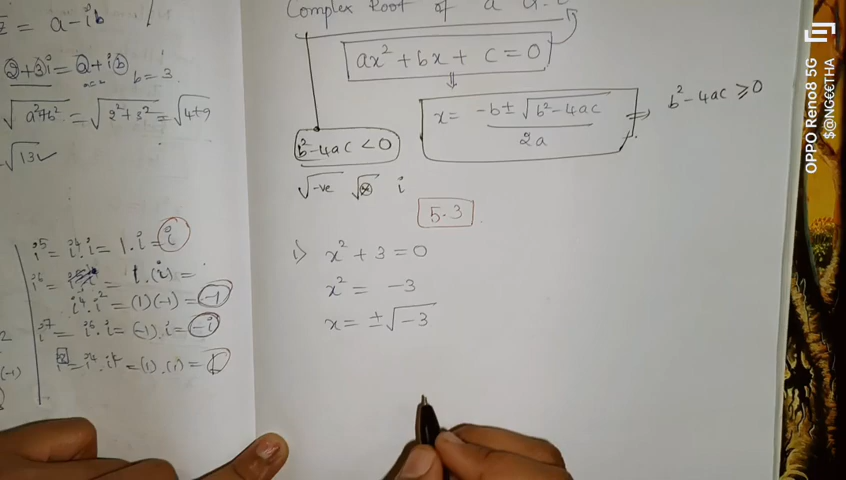 z̅ = a - ib
2+3i = a+ib b=3
a=2
√a²+b² = √2²+3² = √4+9
√13
i⁵ = i⁴.i = 1.i = i
i⁶ = 1.(i) =
i⁴.i² = (1)(-1) = -1
i⁷ = i⁶.i = (-1).i = -i
= i⁴.i⁴ = (1).(1) = 1
(-1)
Complex Root of a
ax² + bx + c = 0
⇓
x = -b ± √b²-4ac / 2a ⇒ b²-4ac ≥ 0
b²-4ac < 0
√-ve i
5.3
i) x² + 3 = 0
x² = -3
x = ±√-3
OPPO Reno8 5G
$@NG€€THA